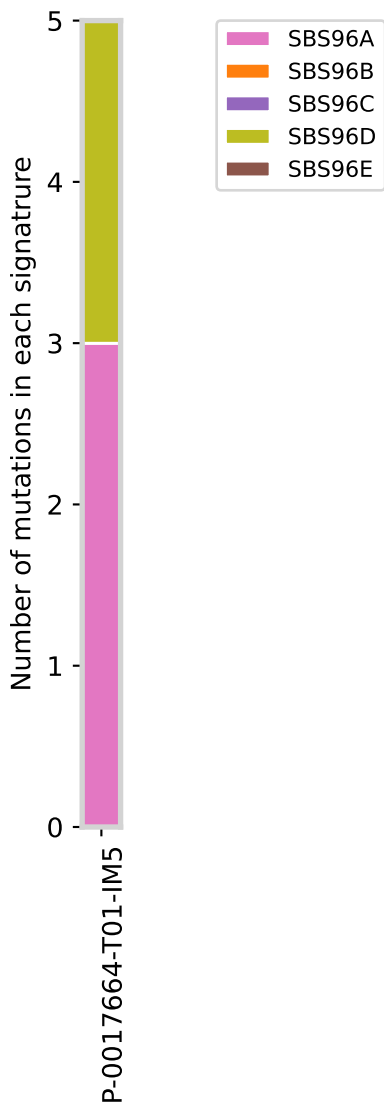 5
4
3
2
1
0
Number of mutations in each signatrure
P-0017664-T01-IM5
SBS96A
SBS96B
SBS96C
SBS96D
SBS96E